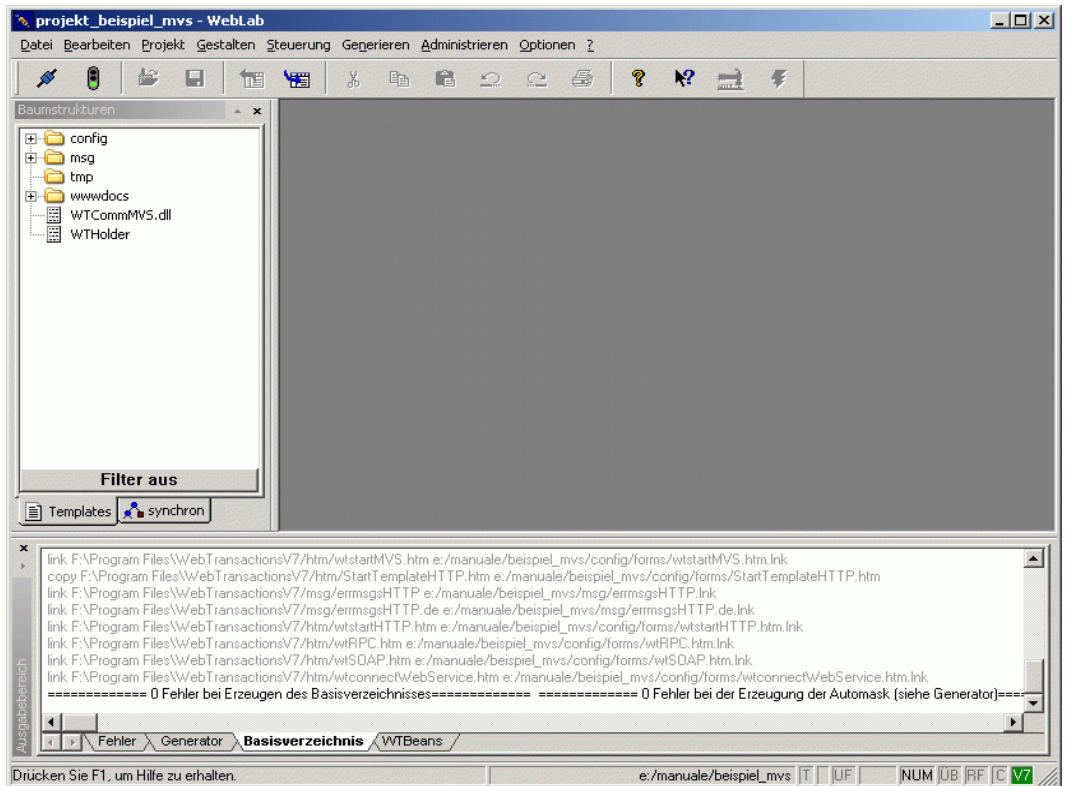 projekt_beispiel_mvs - WebLab
Datei Bearbeiten Projekt Gestalten Steuerung Generieren Administrieren Optionen ?
Baumstrukturen
config
msg
tmp
wwwdocs
WTCommMVS.dll
WTHolder
Filter aus
Templates synchron
link F:\Program Files\WebTransactionsV7/htm/wtstartMVS.htm e:/manuale/beispiel_mvs/config/forms/wtstartMVS.htm.lnk
copy F:\Program Files\WebTransactionsV7/htm/StartTemplateHTTP.htm e:/manuale/beispiel_mvs/config/forms/StartTemplateHTTP.htm
link F:\Program Files\WebTransactionsV7/msg/errmsgsHTTP e:/manuale/beispiel_mvs/msg/errmsgsHTTP.lnk
link F:\Program Files\WebTransactionsV7/msg/errmsgsHTTP.de e:/manuale/beispiel_mvs/msg/errmsgsHTTP.de.lnk
link F:\Program Files\WebTransactionsV7/htm/wtstartHTTP.htm e:/manuale/beispiel_mvs/config/forms/wtstartHTTP.htm.lnk
link F:\Program Files\WebTransactionsV7/htm/wtRPC.htm e:/manuale/beispiel_mvs/config/forms/wtRPC.htm.lnk
link F:\Program Files\WebTransactionsV7/htm/wtSOAP.htm e:/manuale/beispiel_mvs/config/forms/wtSOAP.htm.lnk
link F:\Program Files\WebTransactionsV7/htm/wtconnectWebService.htm e:/manuale/beispiel_mvs/config/forms/wtconnectWebService.htm.lnk
============= 0 Fehler bei Erzeugen des Basisverzeichnisses============= ============= 0 Fehler bei der Erzeugung der Automask (siehe Generator)====
Ausgabebereich
Fehler Generator Basisverzeichnis WTBeans
Drücken Sie F1, um Hilfe zu erhalten. e:/manuale/beispiel_mvs T UF NUM ÜB RF C V7